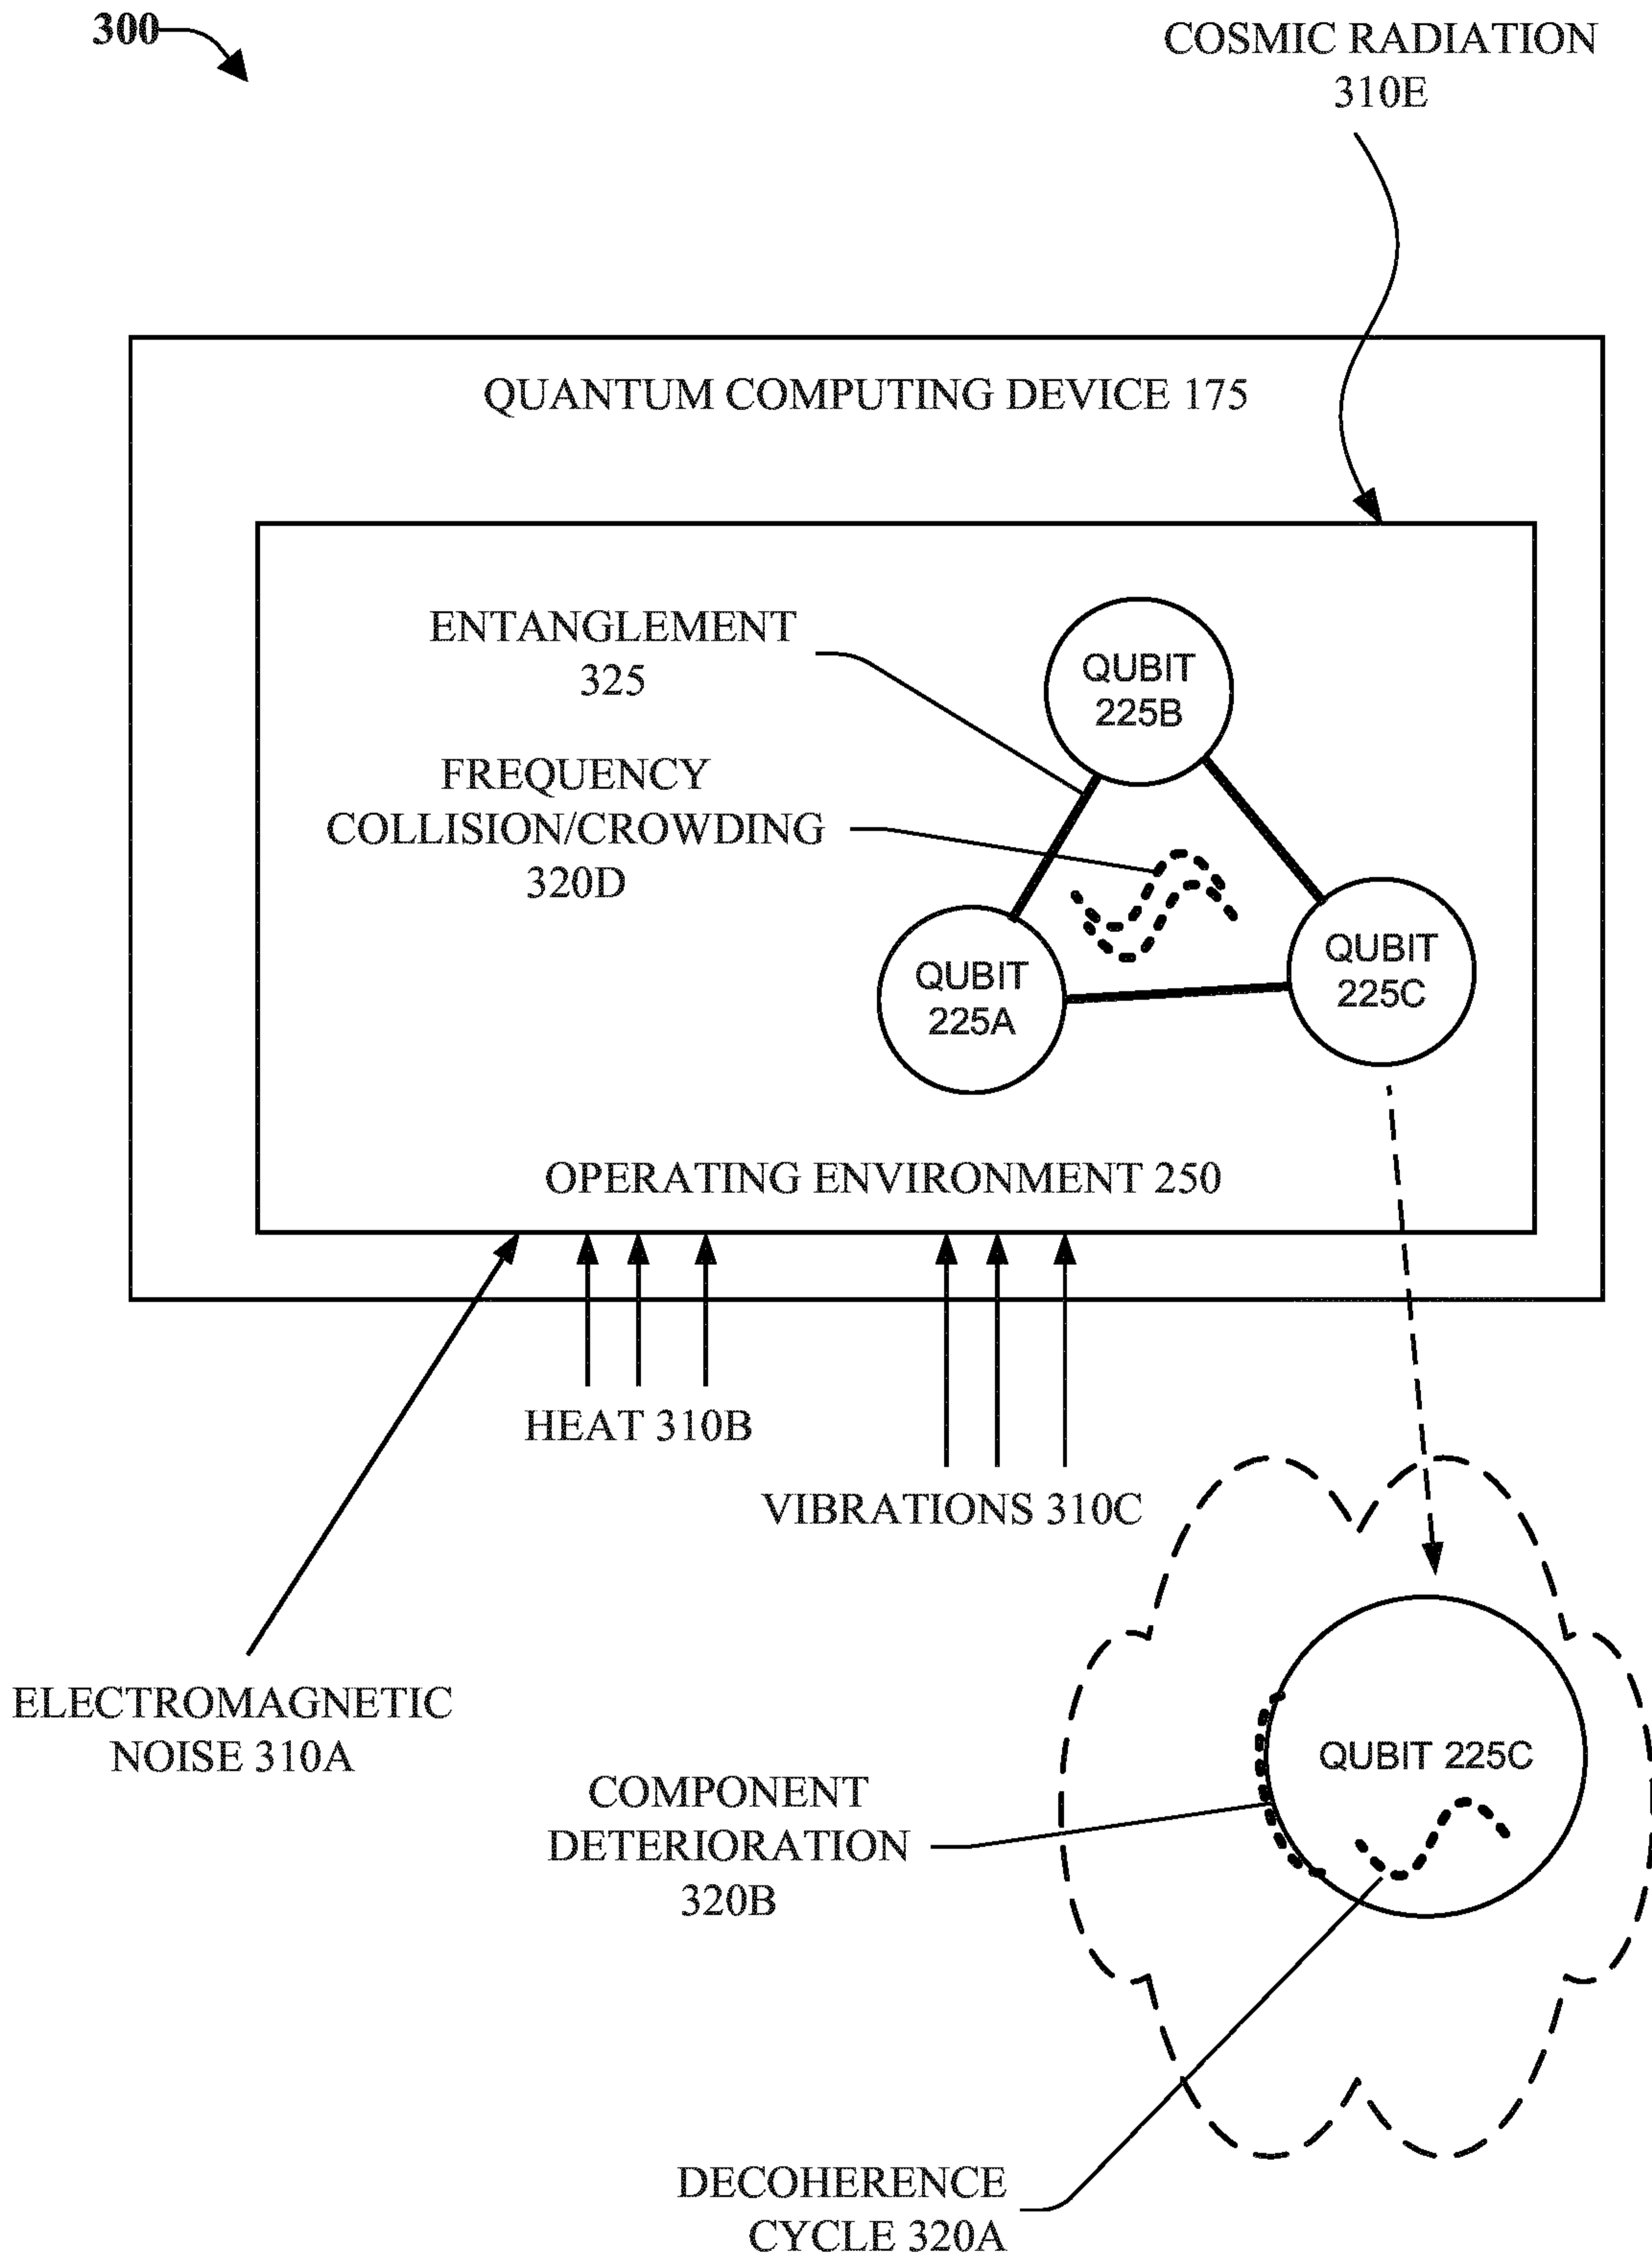 300
COSMIC RADIATION
310E
QUANTUM COMPUTING DEVICE 175
ENTANGLEMENT
325
QUBIT
225B
FREQUENCY
COLLISION/CROWDING
320D
QUBIT
225A
QUBIT
225C
OPERATING ENVIRONMENT 250
HEAT 310B
VIBRATIONS 310C
ELECTROMAGNETIC
NOISE 310A
QUBIT 225C
COMPONENT
DETERIORATION
320B
DECOHERENCE
CYCLE 320A